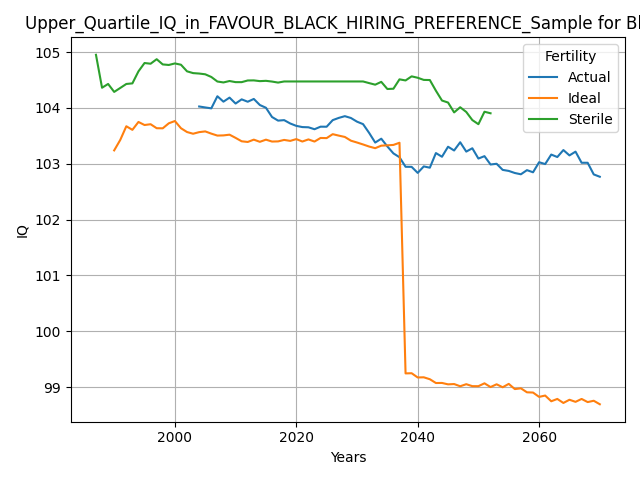 Upper_Quartile_IQ_in_FAVOUR_BLACK_HIRING_PREFERENCE_Sample for Bl
Fertility
Actual
Ideal
Sterile
105
104
103
102
101
100
99
IQ
2000
2020
2040
2060
Years